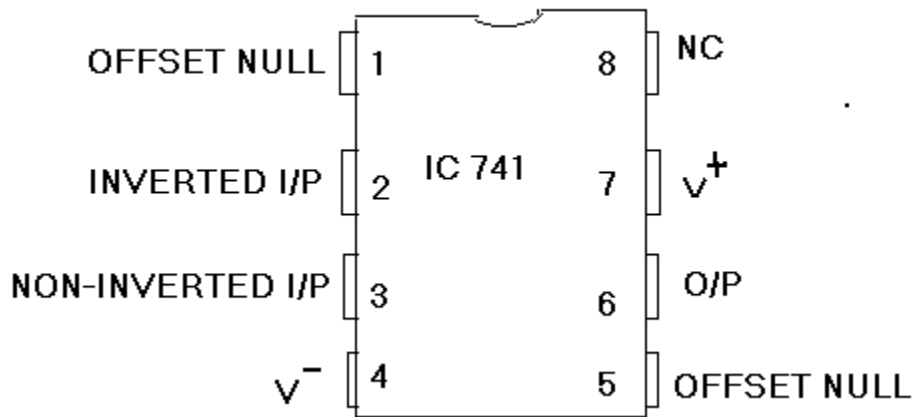 OFFSET NULL 1 8 NC
IC 741
INVERTED I/P 2 7 V+
NON-INVERTED I/P 3 6 O/P
V- 4 5 OFFSET NULL